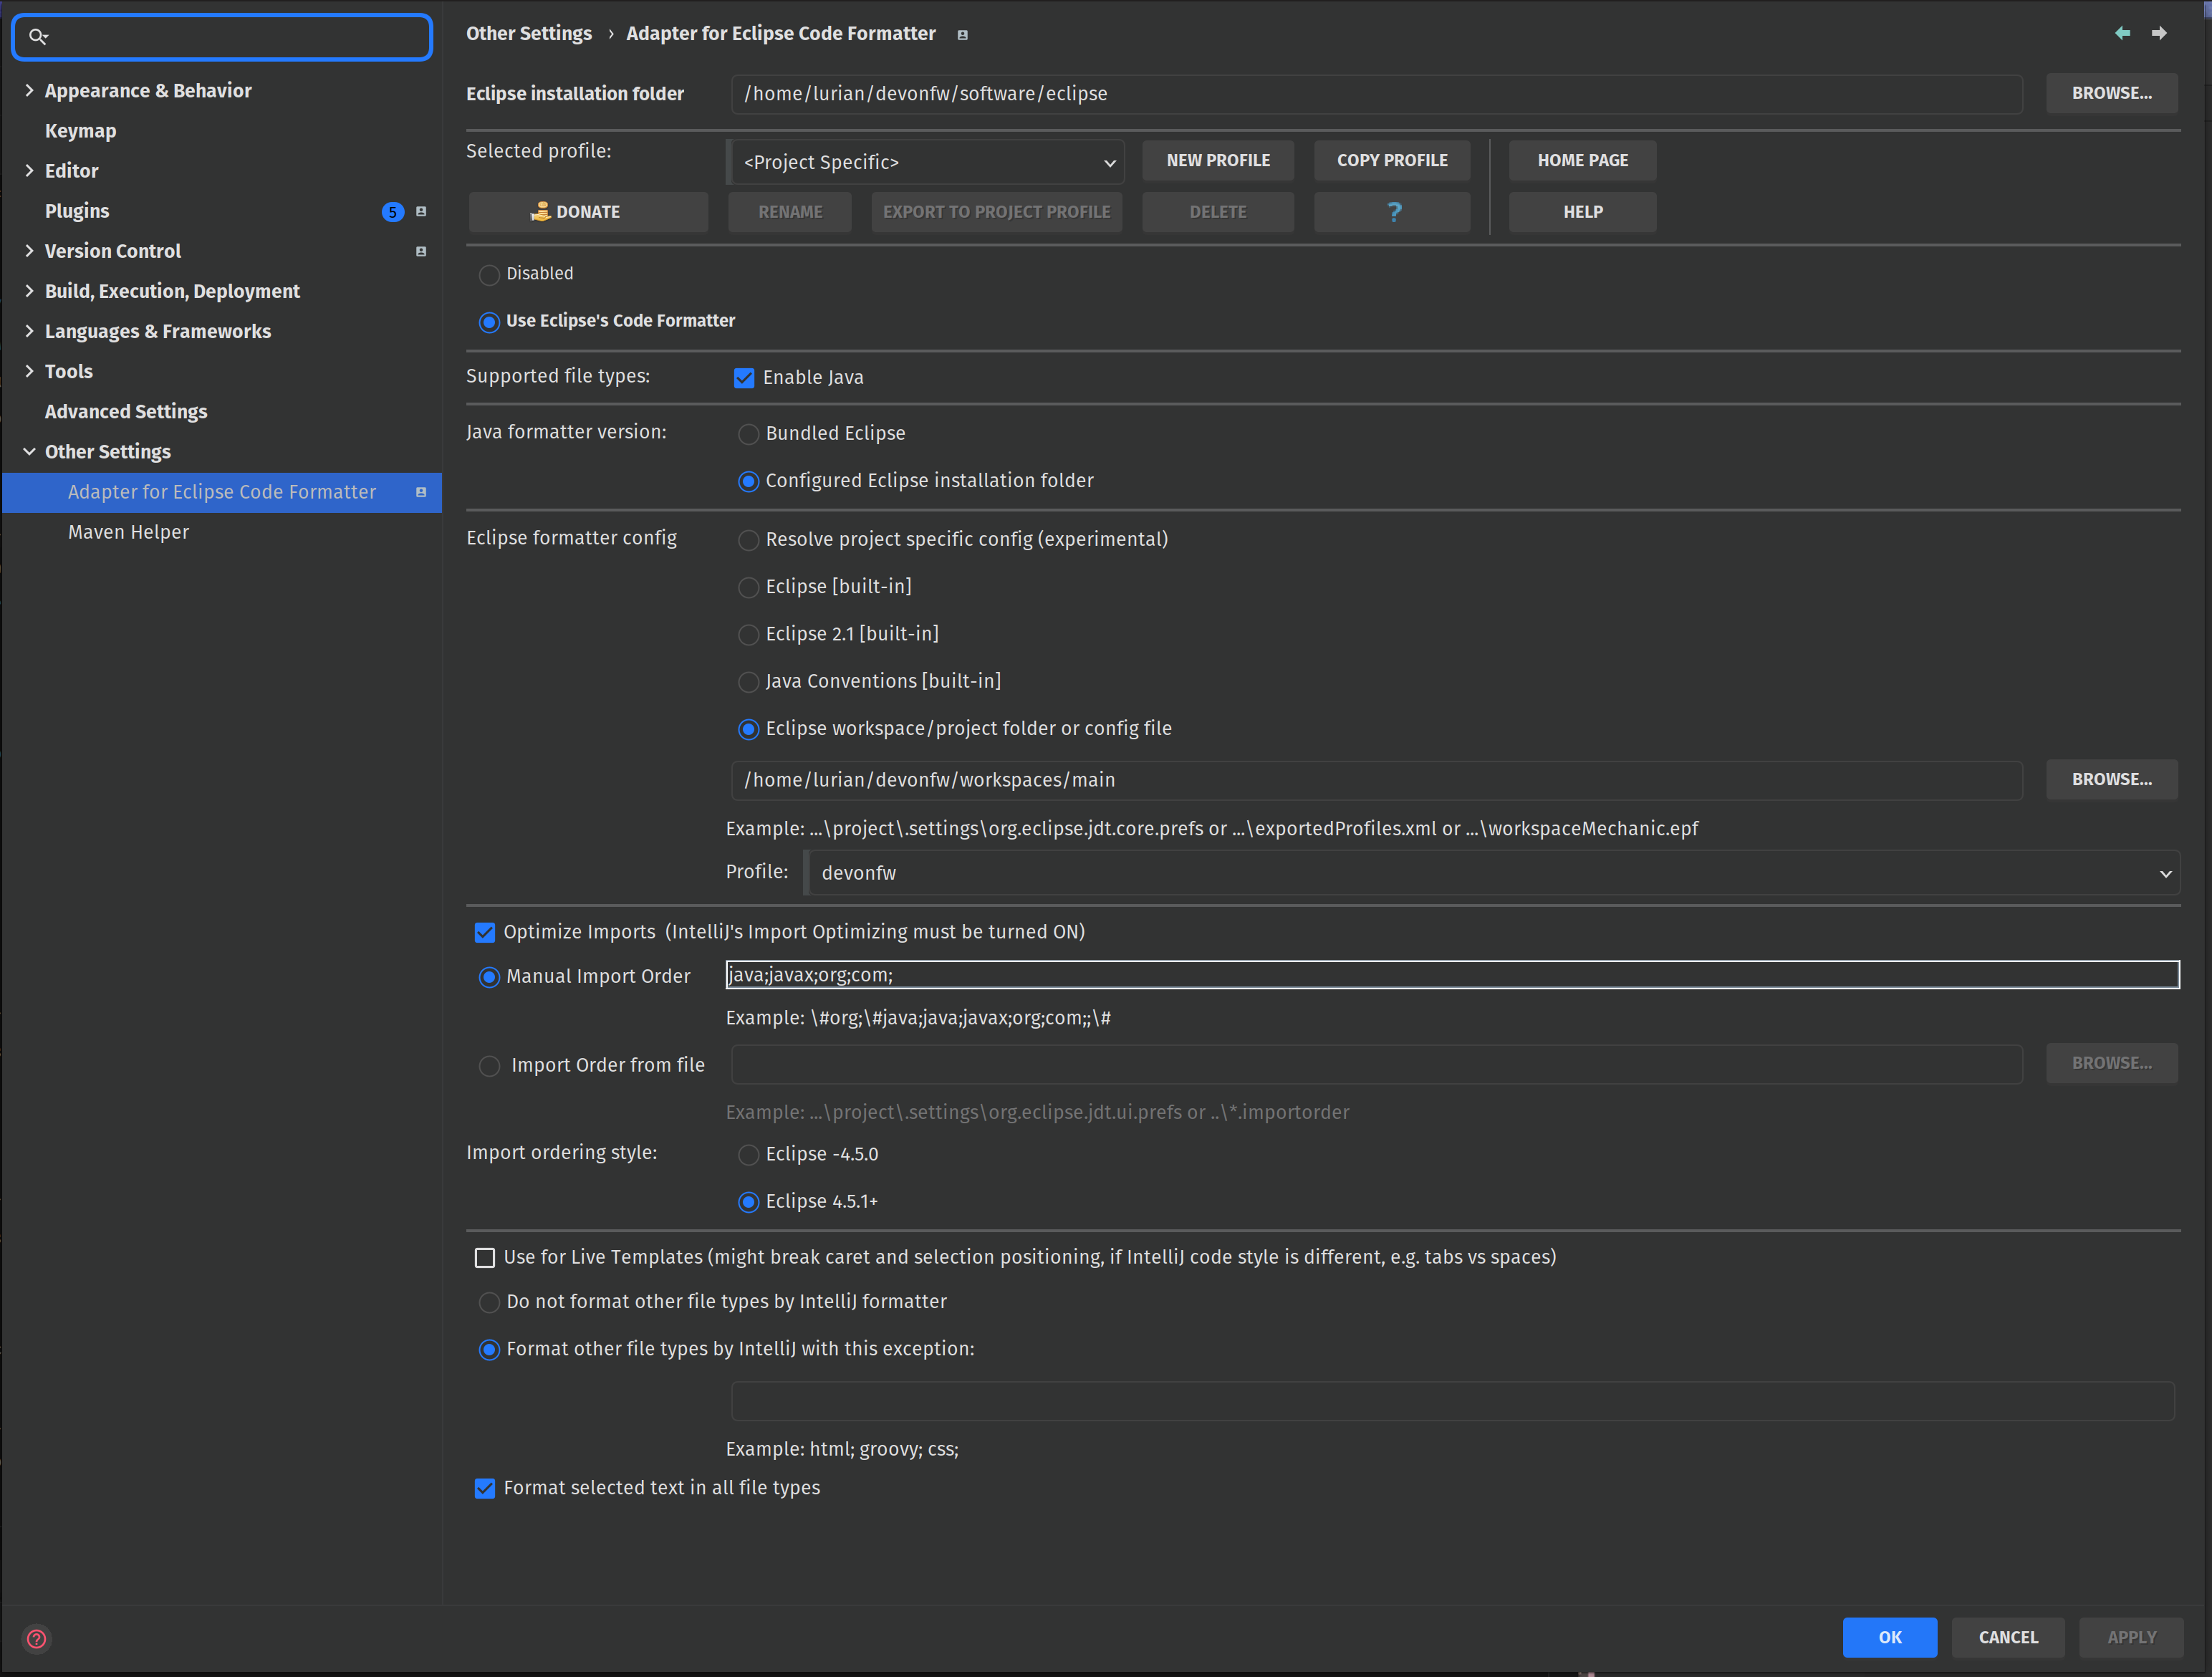 Appearance & Behavior
Keymap
Editor
Plugins 5
Version Control
Build, Execution, Deployment
Languages & Frameworks
Tools
Advanced Settings
Other Settings
Adapter for Eclipse Code Formatter
Maven Helper
Other Settings › Adapter for Eclipse Code Formatter
Eclipse installation folder /home/lurian/devonfw/software/eclipse BROWSE...
Selected profile: <Project Specific> NEW PROFILE COPY PROFILE HOME PAGE
DONATE RENAME EXPORT TO PROJECT PROFILE DELETE ? HELP
Disabled
Use Eclipse's Code Formatter
Supported file types: Enable Java
Java formatter version: Bundled Eclipse
Configured Eclipse installation folder
Eclipse formatter config Resolve project specific config (experimental)
Eclipse [built-in]
Eclipse 2.1 [built-in]
Java Conventions [built-in]
Eclipse workspace/project folder or config file
/home/lurian/devonfw/workspaces/main BROWSE...
Example: ...\project\.settings\org.eclipse.jdt.core.prefs or ...\exportedProfiles.xml or ...\workspaceMechanic.epf
Profile: devonfw
Optimize Imports (IntelliJ's Import Optimizing must be turned ON)
Manual Import Order java;javax;org;com;
Example: \#org;\#java;java;javax;org;com;;\#
Import Order from file BROWSE...
Example: ...\project\.settings\org.eclipse.jdt.ui.prefs or ..\*.importorder
Import ordering style: Eclipse -4.5.0
Eclipse 4.5.1+
Use for Live Templates (might break caret and selection positioning, if IntelliJ code style is different, e.g. tabs vs spaces)
Do not format other file types by IntelliJ formatter
Format other file types by IntelliJ with this exception:
Example: html; groovy; css;
Format selected text in all file types
? OK CANCEL APPLY